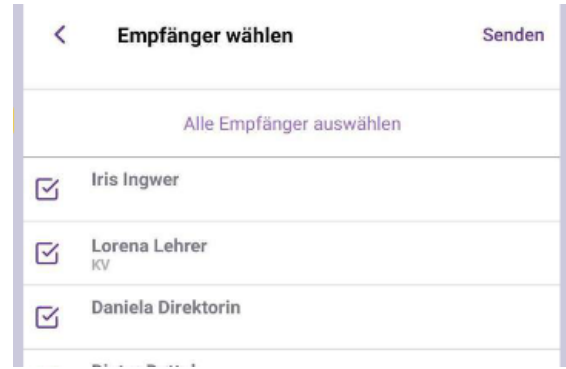 Empfänger wählen Senden
Alle Empfänger auswählen
Iris Ingwer
Lorena Lehrer
KV
Daniela Direktorin